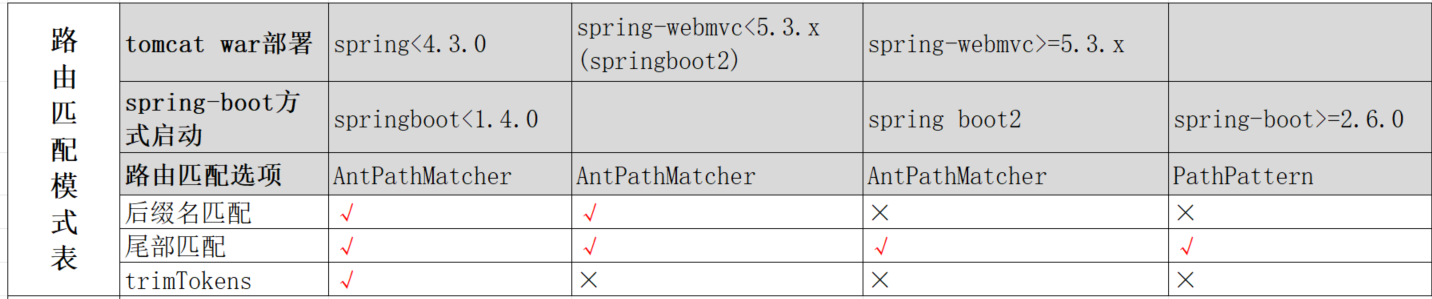 路由匹配模式表
tomcat war部署 spring<4.3.0 spring-webmvc<5.3.x (springboot2) spring-webmvc>=5.3.x
spring-boot方式启动 springboot<1.4.0 spring boot2 spring-boot>=2.6.0
路由匹配选项 AntPathMatcher AntPathMatcher AntPathMatcher PathPattern
后缀名匹配 √ √ × ×
尾部匹配 √ √ √ √
trimTokens √ × × ×